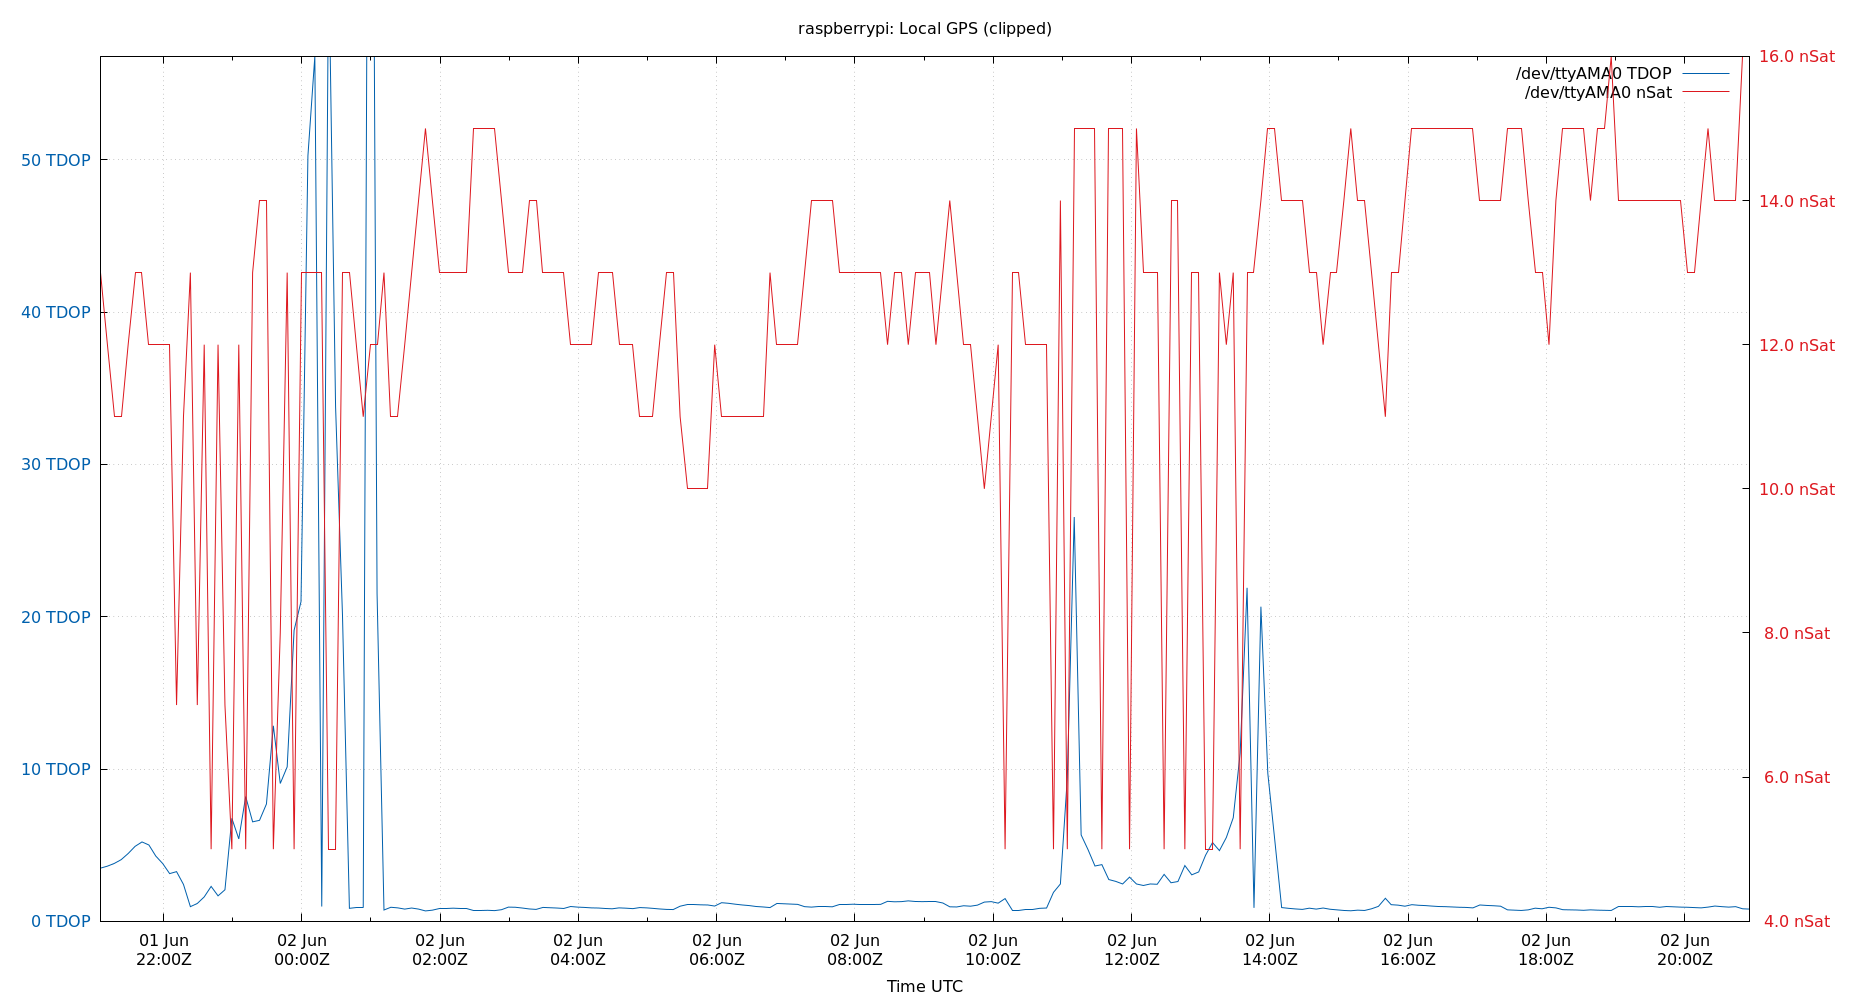 raspberrypi: Local GPS (clipped)
/dev/ttyAMA0 TDOP
/dev/ttyAMA0 nSat
50 TDOP
40 TDOP
30 TDOP
20 TDOP
10 TDOP
0 TDOP
16.0 nSat
14.0 nSat
12.0 nSat
10.0 nSat
8.0 nSat
6.0 nSat
4.0 nSat
01 Jun
22:00Z
02 Jun
00:00Z
02 Jun
02:00Z
02 Jun
04:00Z
02 Jun
06:00Z
02 Jun
08:00Z
02 Jun
10:00Z
02 Jun
12:00Z
02 Jun
14:00Z
02 Jun
16:00Z
02 Jun
18:00Z
02 Jun
20:00Z
Time UTC